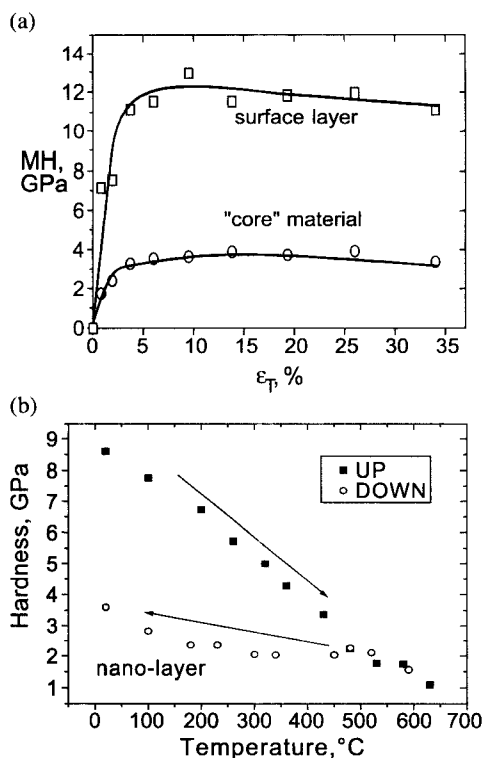 (a)
14
12
10
8
6
4
2
0
MH,
GPa
surface layer
"core" material
0 5 10 15 20 25 30 35
εT, %
(b)
9
8
7
6
5
4
3
2
1
Hardness, GPa
UP
DOWN
nano-layer
0 100 200 300 400 500 600 700
Temperature,°C